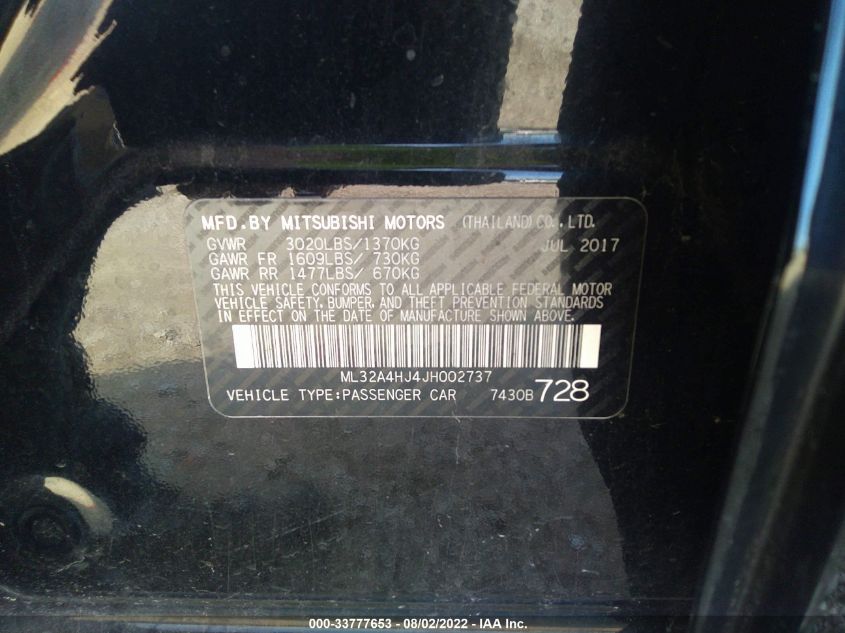 MFD.BY MITSUBISHI MOTORS (THAILAND)CO.,LTD.
GVWR 3020LBS/1370KG JUL 2017
GAWR FR 1609LBS/ 730KG
GAWR RR 1477LBS/ 670KG
THIS VEHICLE CONFORMS TO ALL APPLICABLE FEDERAL MOTOR
VEHICLE SAFETY, BUMPER, AND THEFT PREVENTION STANDARDS
IN EFFECT ON THE DATE OF MANUFACTURE SHOWN ABOVE.
ML32A4HJ4JH002737
VEHICLE TYPE:PASSENGER CAR 7430B 728
000-33777653 - 08/02/2022 - IAA Inc.